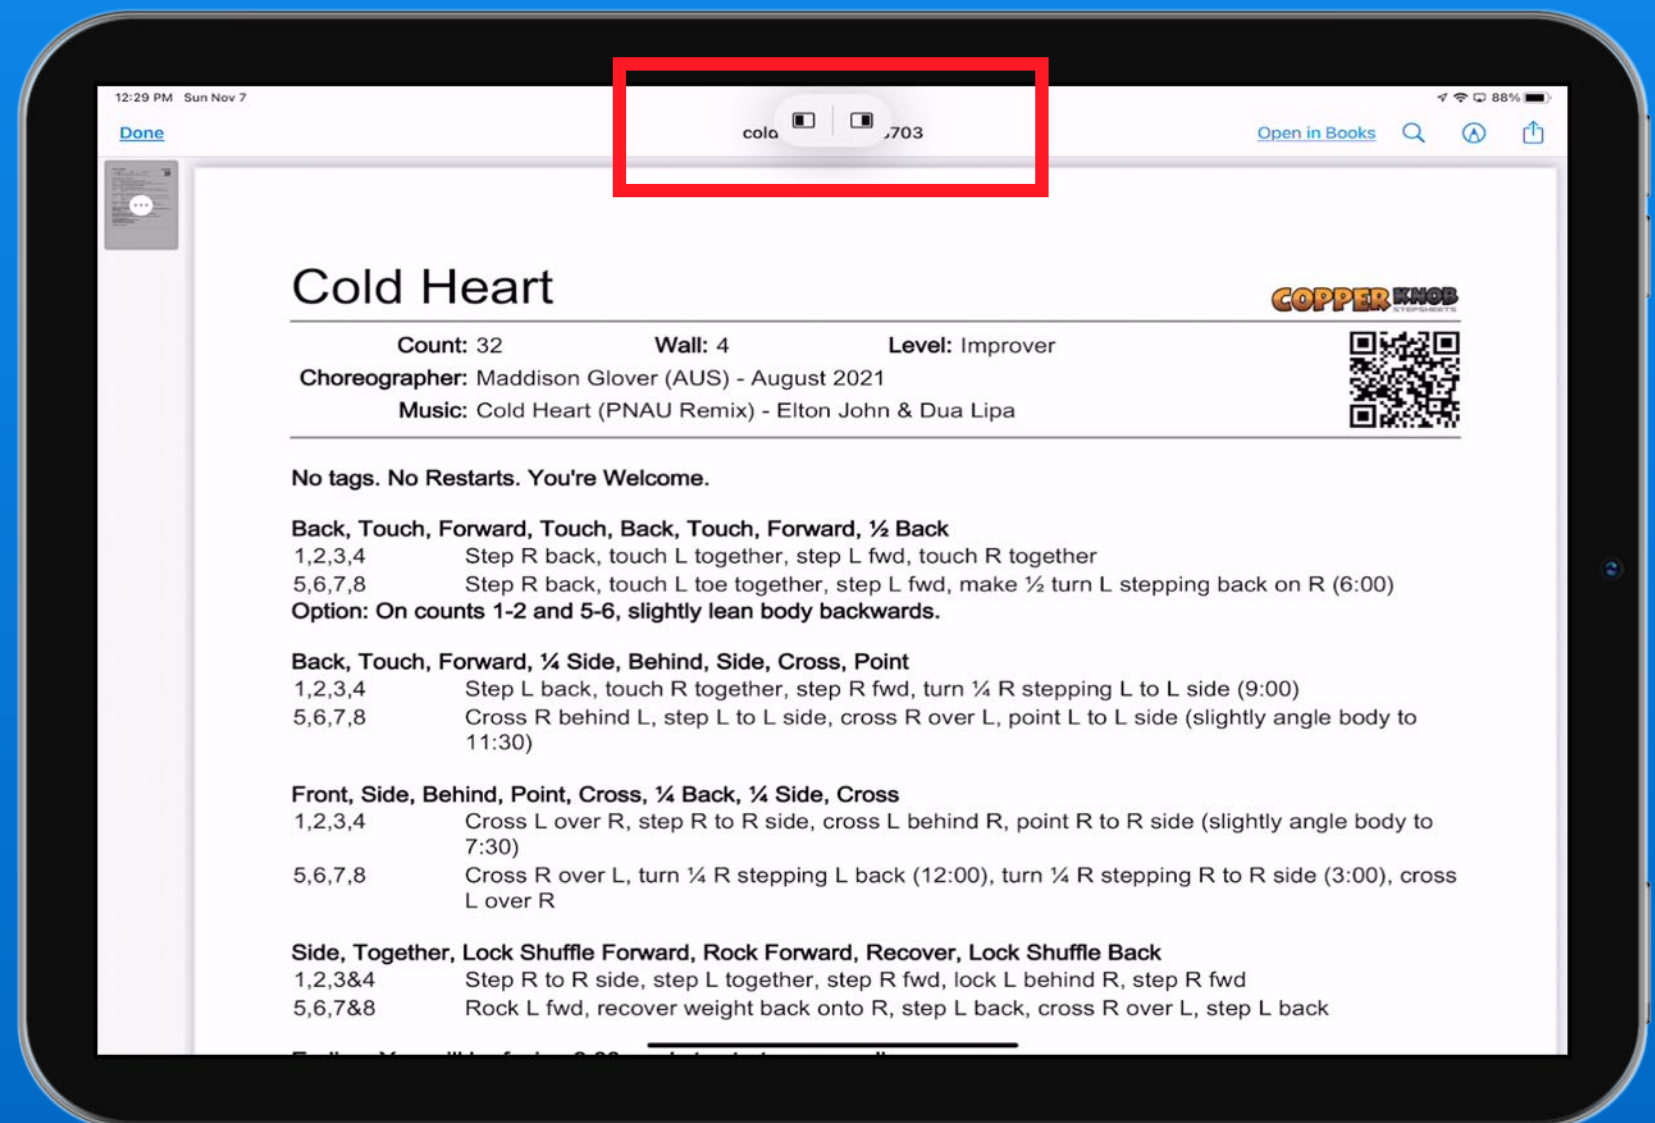 12:29 PM Sun Nov 7
88%
Done
Open in Books
Cold Heart
COPPER KNOB
STEPSHEETS
Count: 32 Wall: 4 Level: Improver
Choreographer: Maddison Glover (AUS) - August 2021
Music: Cold Heart (PNAU Remix) - Elton John & Dua Lipa
No tags. No Restarts. You're Welcome.
Back, Touch, Forward, Touch, Back, Touch, Forward, ½ Back
1,2,3,4 Step R back, touch L together, step L fwd, touch R together
5,6,7,8 Step R back, touch L toe together, step L fwd, make ½ turn L stepping back on R (6:00)
Option: On counts 1-2 and 5-6, slightly lean body backwards.
Back, Touch, Forward, ¼ Side, Behind, Side, Cross, Point
1,2,3,4 Step L back, touch R together, step R fwd, turn ¼ R stepping L to L side (9:00)
5,6,7,8 Cross R behind L, step L to L side, cross R over L, point L to L side (slightly angle body to
11:30)
Front, Side, Behind, Point, Cross, ¼ Back, ¼ Side, Cross
1,2,3,4 Cross L over R, step R to R side, cross L behind R, point R to R side (slightly angle body to
7:30)
5,6,7,8 Cross R over L, turn ¼ R stepping L back (12:00), turn ¼ R stepping R to R side (3:00), cross
L over R
Side, Together, Lock Shuffle Forward, Rock Forward, Recover, Lock Shuffle Back
1,2,3&4 Step R to R side, step L together, step R fwd, lock L behind R, step R fwd
5,6,7&8 Rock L fwd, recover weight back onto R, step L back, cross R over L, step L back